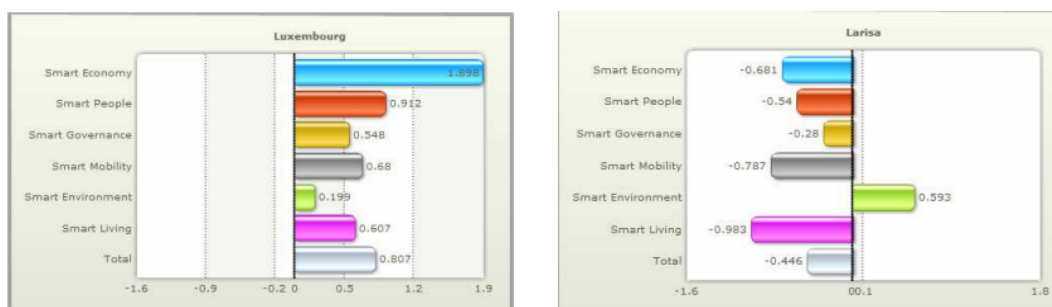 Luxembourg
Smart Economy 1.898
Smart People 0.912
Smart Governance 0.548
Smart Mobility 0.68
Smart Environment 0.199
Smart Living 0.607
Total 0.807
-1.6 -0.9 -0.2 0 0.5 1.2 1.9
Larisa
Smart Economy -0.681
Smart People -0.54
Smart Governance -0.28
Smart Mobility -0.787
Smart Environment 0.593
Smart Living -0.983
Total -0.446
-1.6 00.1 1.8